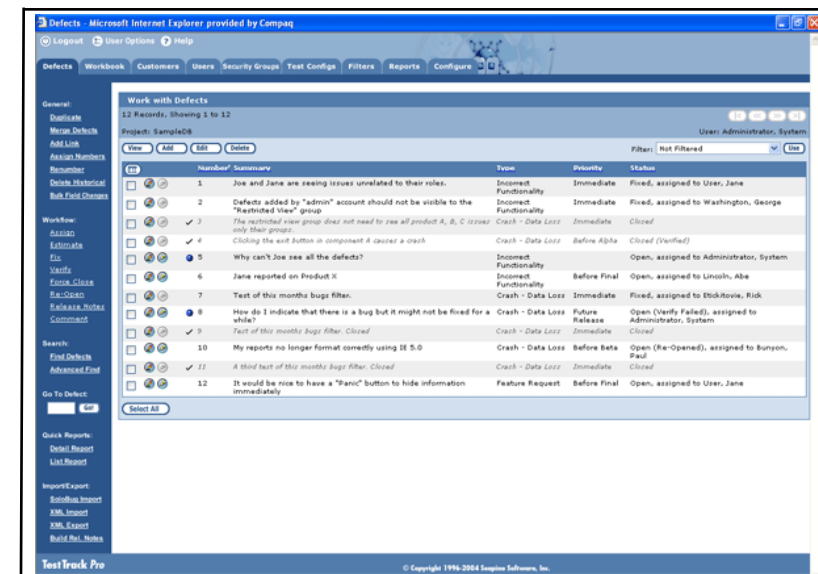 Defects - Microsoft Internet Explorer provided by Compaq
Logout User Options Help
Defects Workbook Customers Users Security Groups Test Configs Filters Reports Configure
General:
Duplicate
Merge Defects
Add Link
Assign Numbers
Renumber
Delete Historical
Bulk Field Changes
Workflow:
Assign
Estimate
Fix
Verify
Force Close
Re-Open
Release Notes
Comment
Search:
Find Defects
Advanced Find
Go To Defect:
Go!
Quick Reports:
Detail Report
List Report
Import/Export:
SoloBug Import
XML Import
XML Export
Build Rel. Notes
Work with Defects
12 Records, Showing 1 to 12
Project: SampleDB User: Administrator, System
View Add Edit Delete Filter: Not Filtered Use
Number Summary Type Priority Status
1 Joe and Jane are seeing issues unrelated to their roles. Incorrect Functionality Immediate Fixed, assigned to User, Jane
2 Defects added by "admin" account should not be visible to the "Restricted View" group Incorrect Functionality Immediate Fixed, assigned to Washington, George
3 The restricted view group does not need to see all product A, B, C issues only their groups. Crash - Data Loss Immediate Closed
4 Clicking the exit button in component A causes a crash Crash - Data Loss Before Alpha Closed (Verified)
5 Why can't Joe see all the defects? Incorrect Functionality Open, assigned to Administrator, System
6 Jane reported on Product X Incorrect Functionality Before Final Open, assigned to Lincoln, Abe
7 Test of this months bugs filter. Crash - Data Loss Immediate Fixed, assigned to Etickitovie, Rick
8 How do I indicate that there is a bug but it might not be fixed for a while? Crash - Data Loss Future Release Open (Verify Failed), assigned to Administrator, System
9 Test of this months bugs filter. Closed Crash - Data Loss Immediate Closed
10 My reports no longer format correctly using IE 5.0 Crash - Data Loss Before Beta Open (Re-Opened), assigned to Bunyon, Paul
11 A third test of this months bugs filter. Closed Crash - Data Loss Immediate Closed
12 It would be nice to have a "Panic" button to hide information immediately Feature Request Before Final Open, assigned to User, Jane
Select All
TestTrack Pro © Copyright 1996-2004 Seapine Software, Inc.